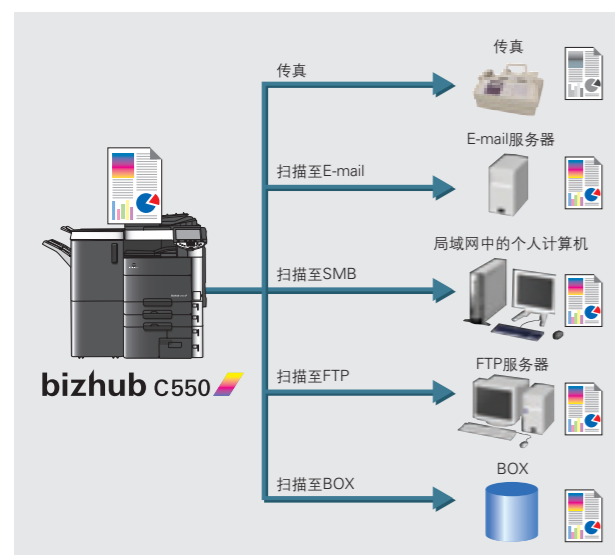 传真
传真
E-mail服务器
扫描至E-mail
局域网中的个人计算机
扫描至SMB
FTP服务器
扫描至FTP
bizhub C550
BOX
扫描至BOX